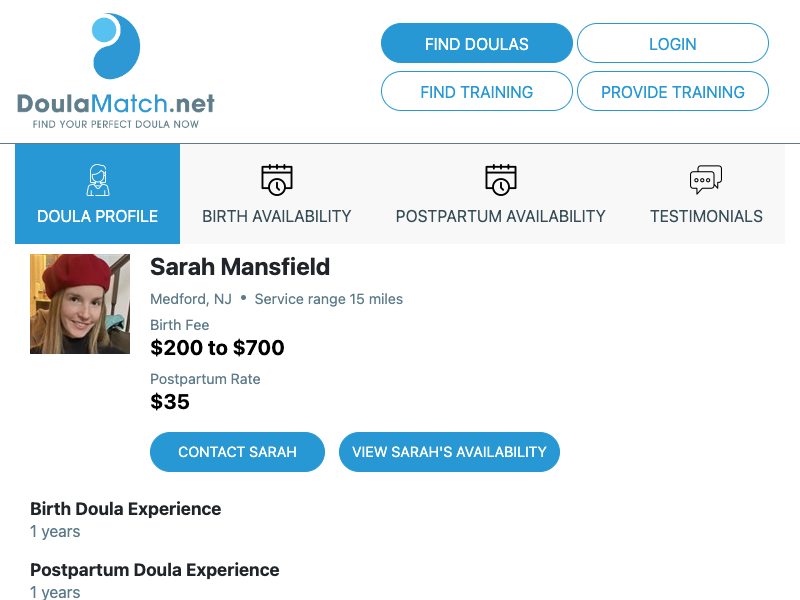 DoulaMatch.net
FIND YOUR PERFECT DOULA NOW
FIND DOULAS
LOGIN
FIND TRAINING
PROVIDE TRAINING
DOULA PROFILE
BIRTH AVAILABILITY
POSTPARTUM AVAILABILITY
TESTIMONIALS
Sarah Mansfield
Medford, NJ • Service range 15 miles
Birth Fee
$200 to $700
Postpartum Rate
$35
CONTACT SARAH
VIEW SARAH'S AVAILABILITY
Birth Doula Experience
1 years
Postpartum Doula Experience
1 years